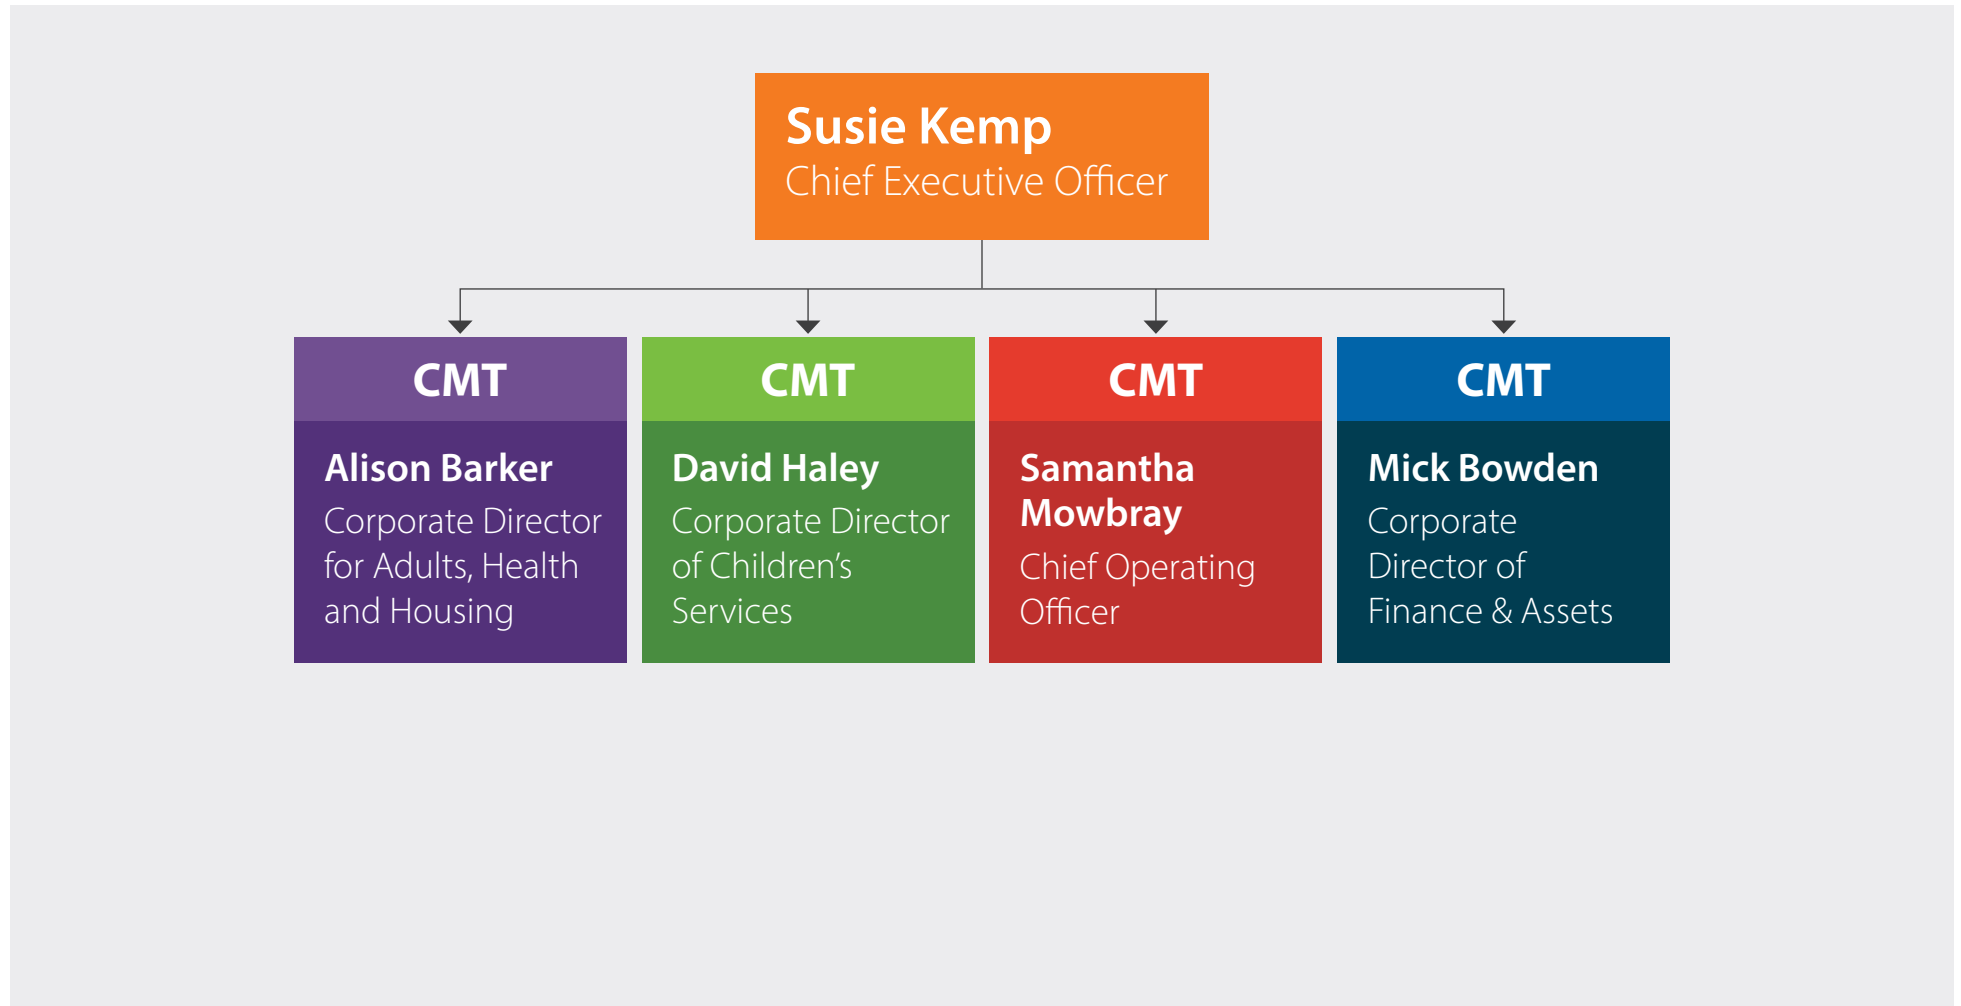 Susie Kemp
Chief Executive Officer
CMT
Alison Barker
Corporate Director
for Adults, Health
and Housing
CMT
David Haley
Corporate Director
of Children’s
Services
CMT
Samantha
Mowbray
Chief Operating
Officer
CMT
Mick Bowden
Corporate
Director of
Finance & Assets